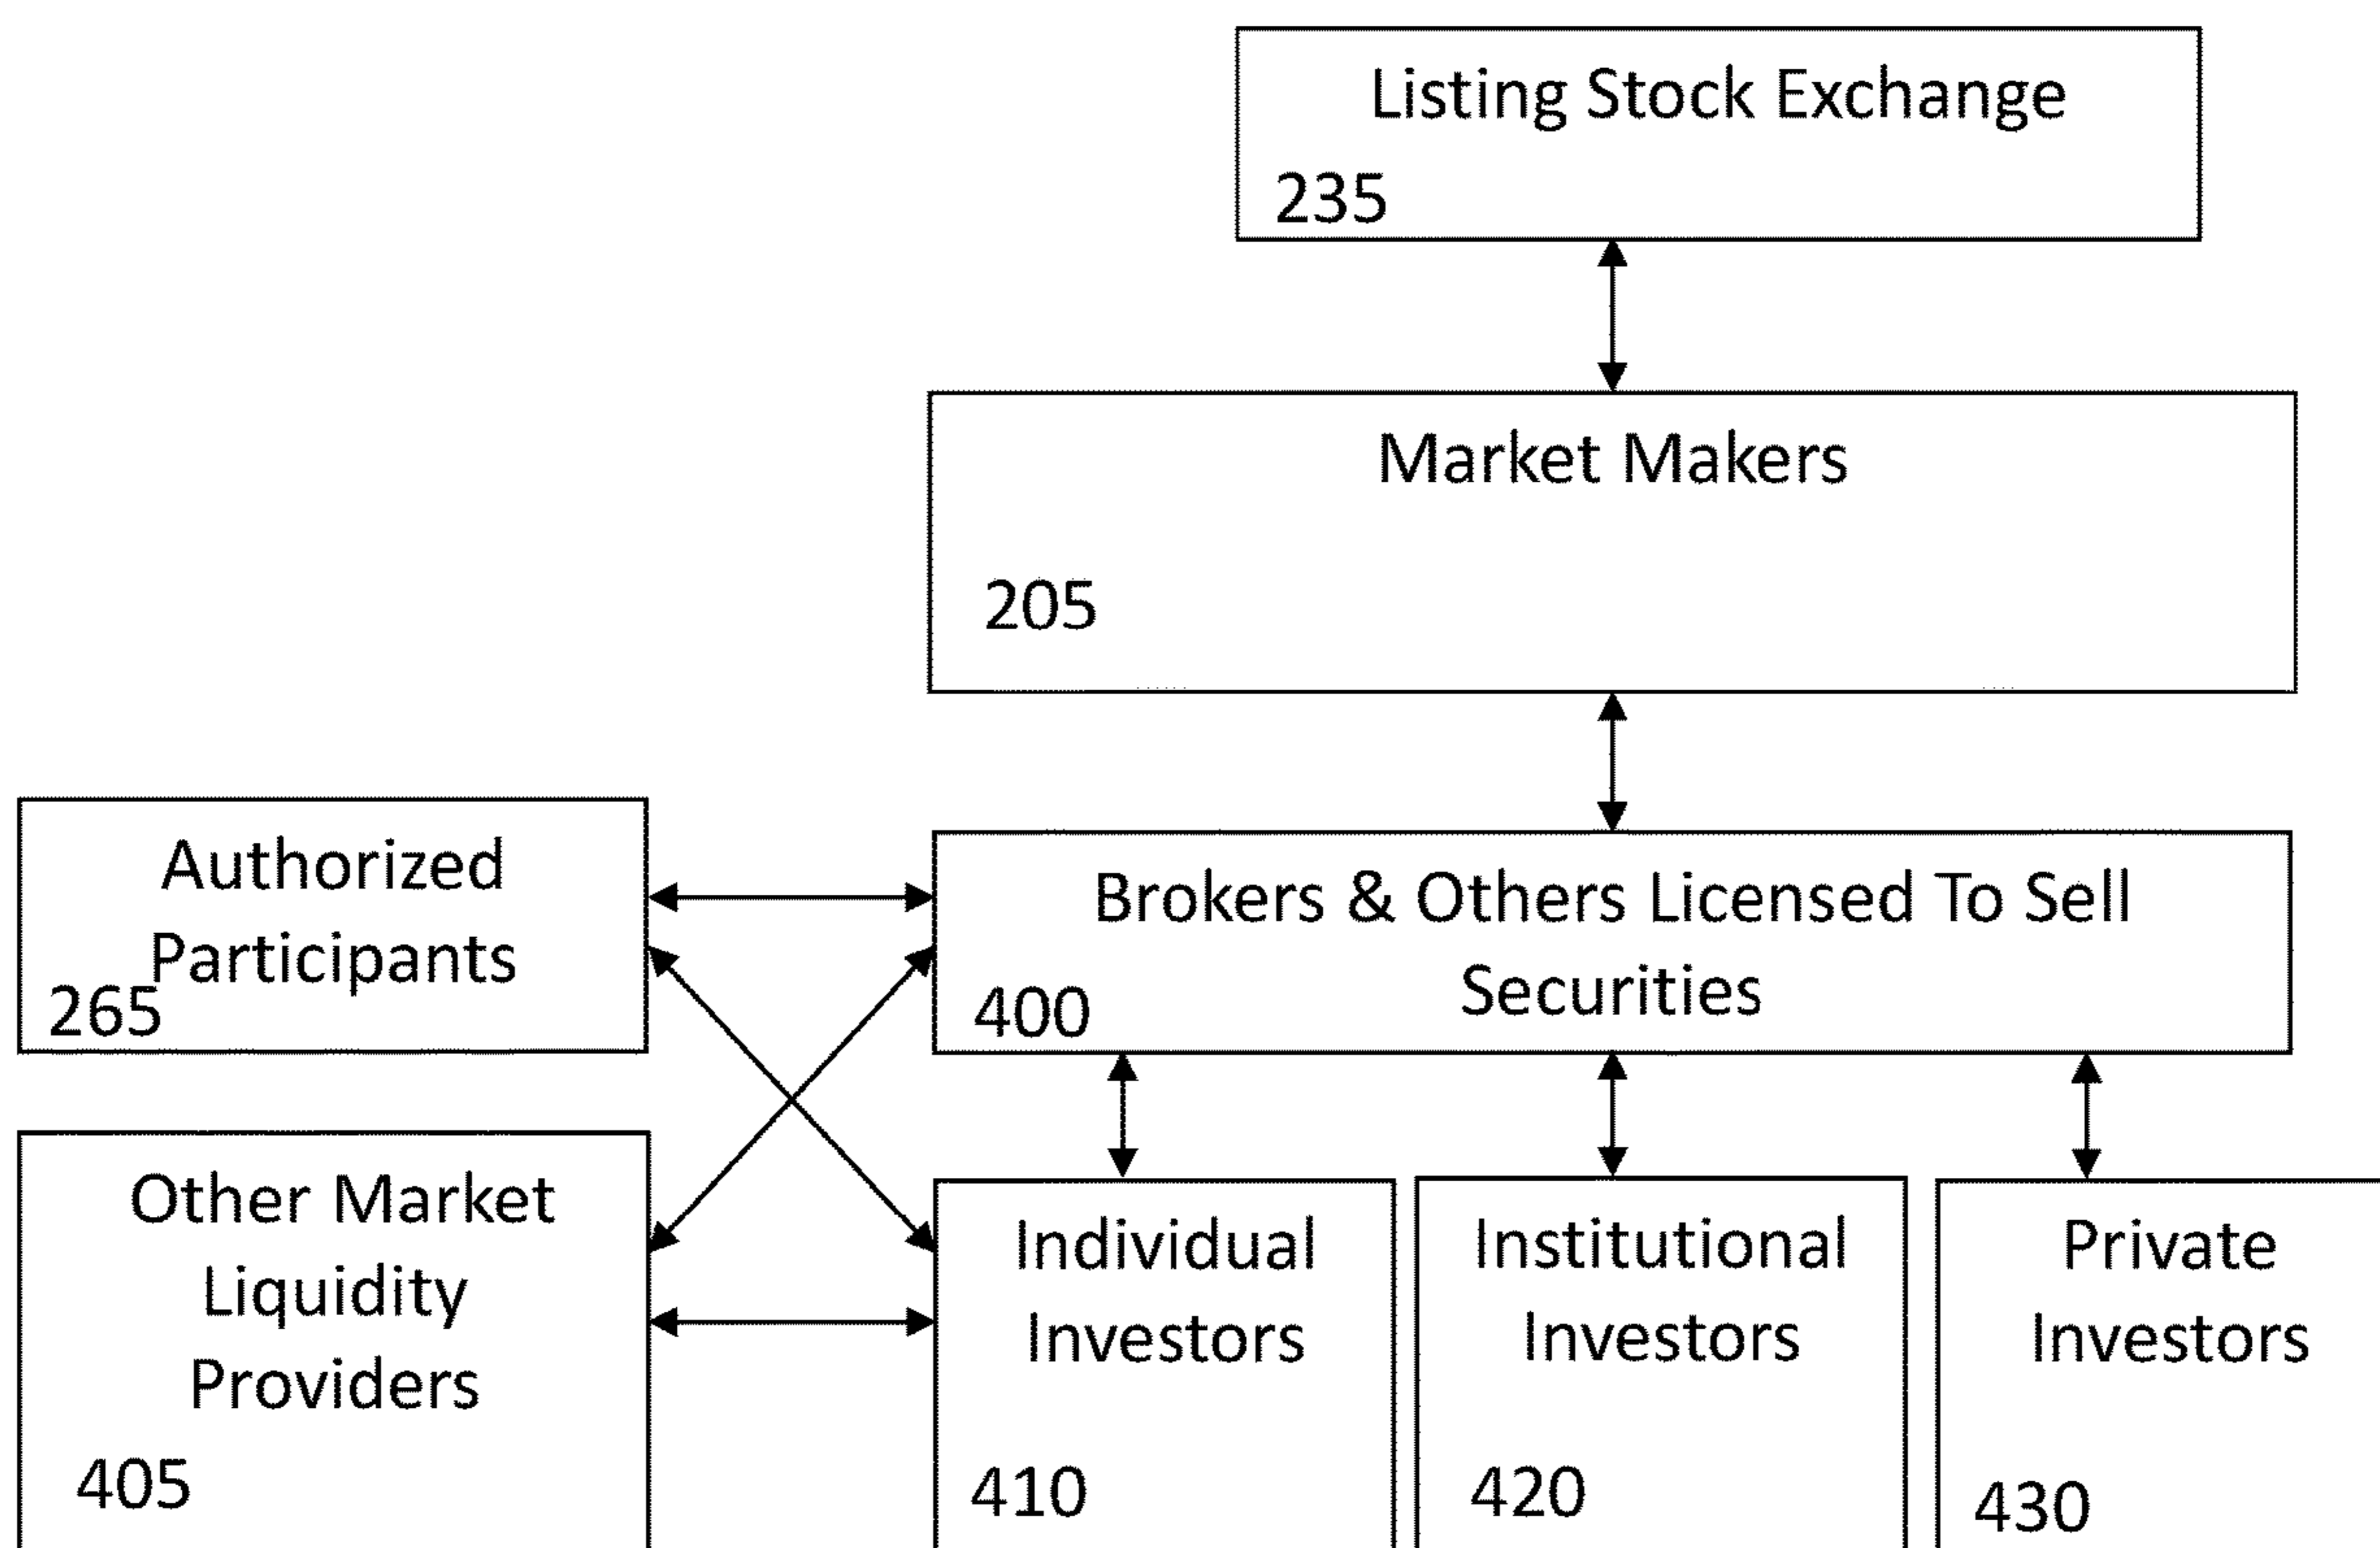 Listing Stock Exchange
235
Market Makers
205
Authorized
Participants
265
Brokers & Others Licensed To Sell
Securities
400
Other Market
Liquidity
Providers
405
Individual
Investors
410
Institutional
Investors
420
Private
Investors
430